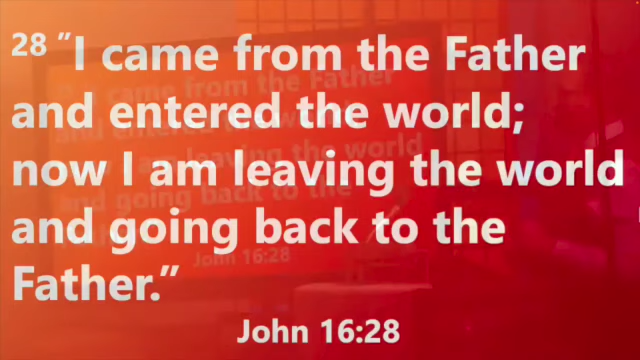 28 "I came from the Father
and entered the world;
now I am leaving the world
and going back to the
Father."
John 16:28